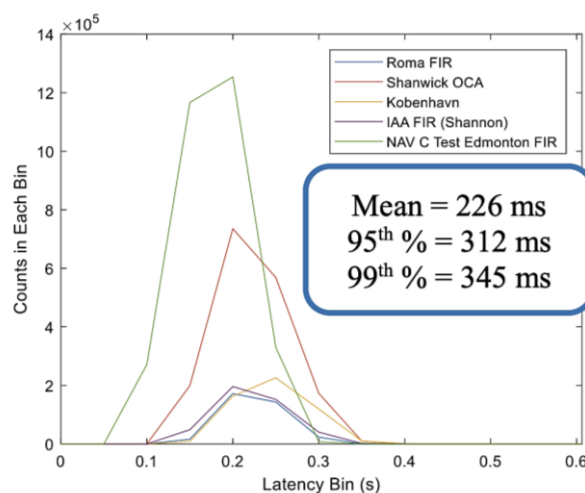 ×10⁵
14
12
10
8
6
4
2
0
Counts in Each Bin
Roma FIR
Shanwick OCA
Kobenhavn
IAA FIR (Shannon)
NAV C Test Edmonton FIR
Mean = 226 ms
95th % = 312 ms
99th % = 345 ms
0 0.1 0.2 0.3 0.4 0.5 0.6
Latency Bin (s)